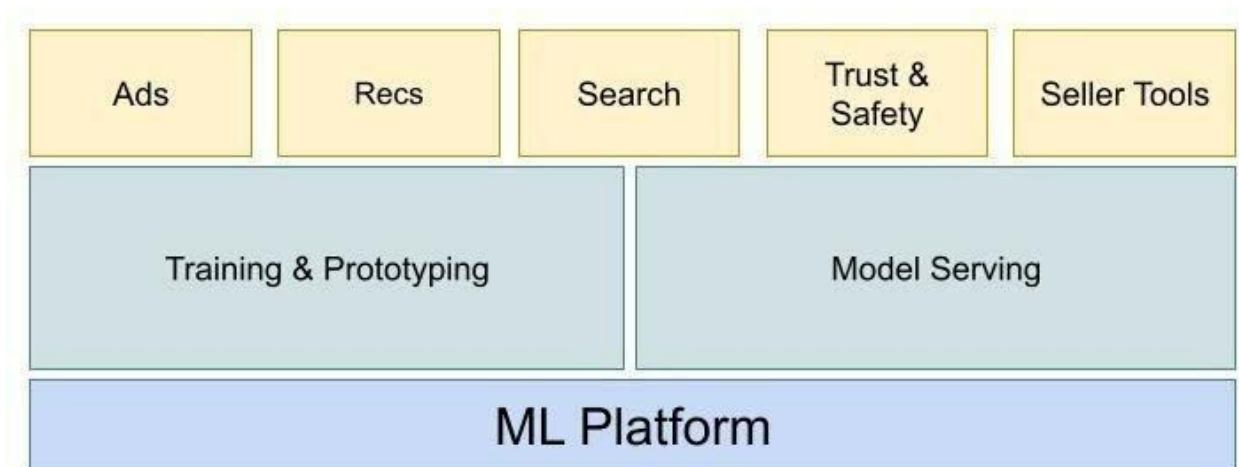 Ads
Recs
Search
Trust &
Safety
Seller Tools
Training & Prototyping
Model Serving
ML Platform